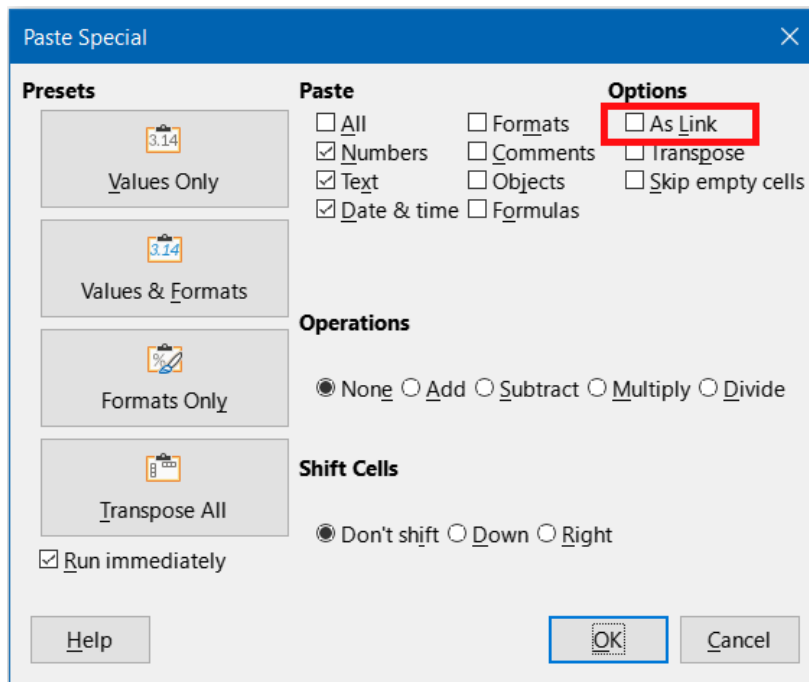 Paste Special
Presets
3.14
Values Only
3.14
Values & Formats
%
Formats Only
Transpose All
Run immediately
Paste
All
Numbers
Text
Date & time
Formats
Comments
Objects
Formulas
Options
As Link
Transpose
Skip empty cells
Operations
None Add Subtract Multiply Divide
Shift Cells
Don't shift Down Right
Help OK Cancel